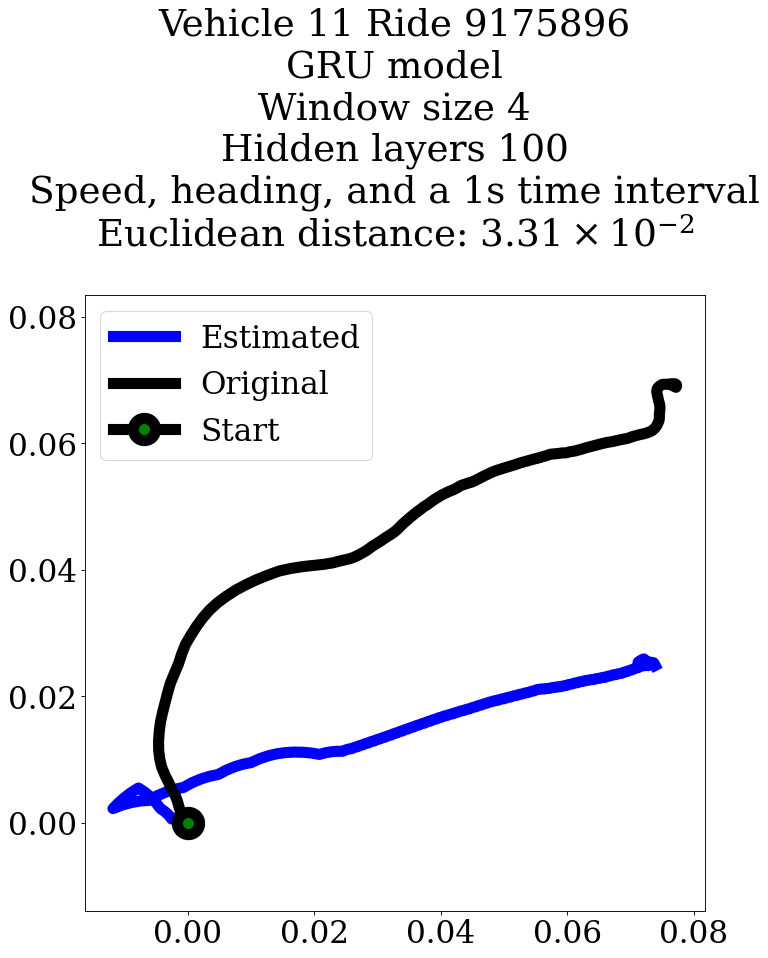 Vehicle 11 Ride 9175896
GRU model
Window size 4
Hidden layers 100
Speed, heading, and a 1s time interval
Euclidean distance: 3.31 × 10⁻²
Estimated
Original
Start
0.08
0.06
0.04
0.02
0.00
0.00 0.02 0.04 0.06 0.08